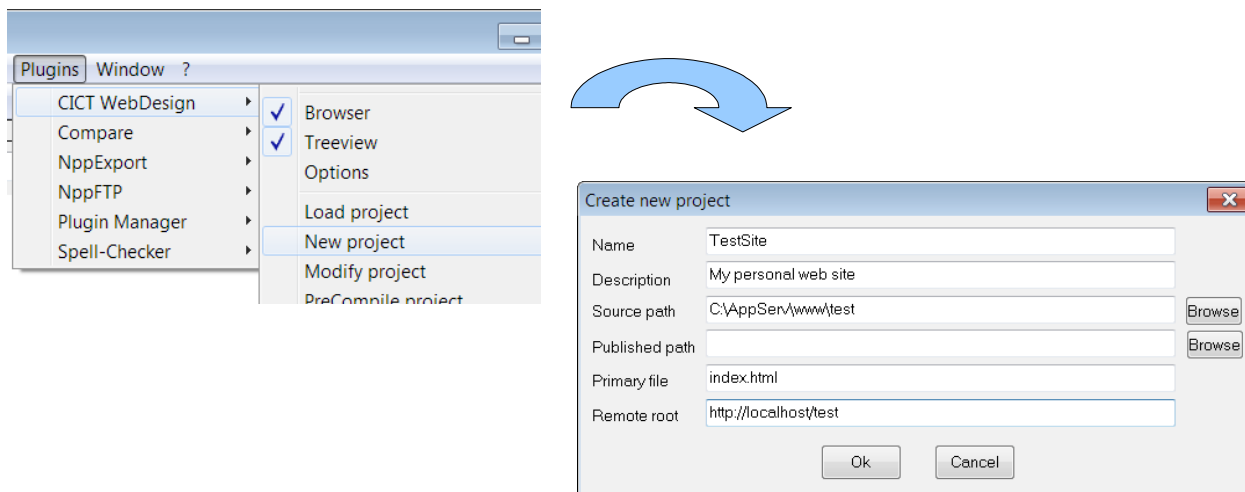 Plugins Window ?
CICT WebDesign
Compare
NppExport
NppFTP
Plugin Manager
Spell-Checker
Browser
Treeview
Options
Load project
New project
Modify project
PreCompile project
Create new project
Name TestSite
Description My personal web site
Source path C:\AppServ\www\test Browse
Published path Browse
Primary file index.html
Remote root http://localhost/test
Ok Cancel